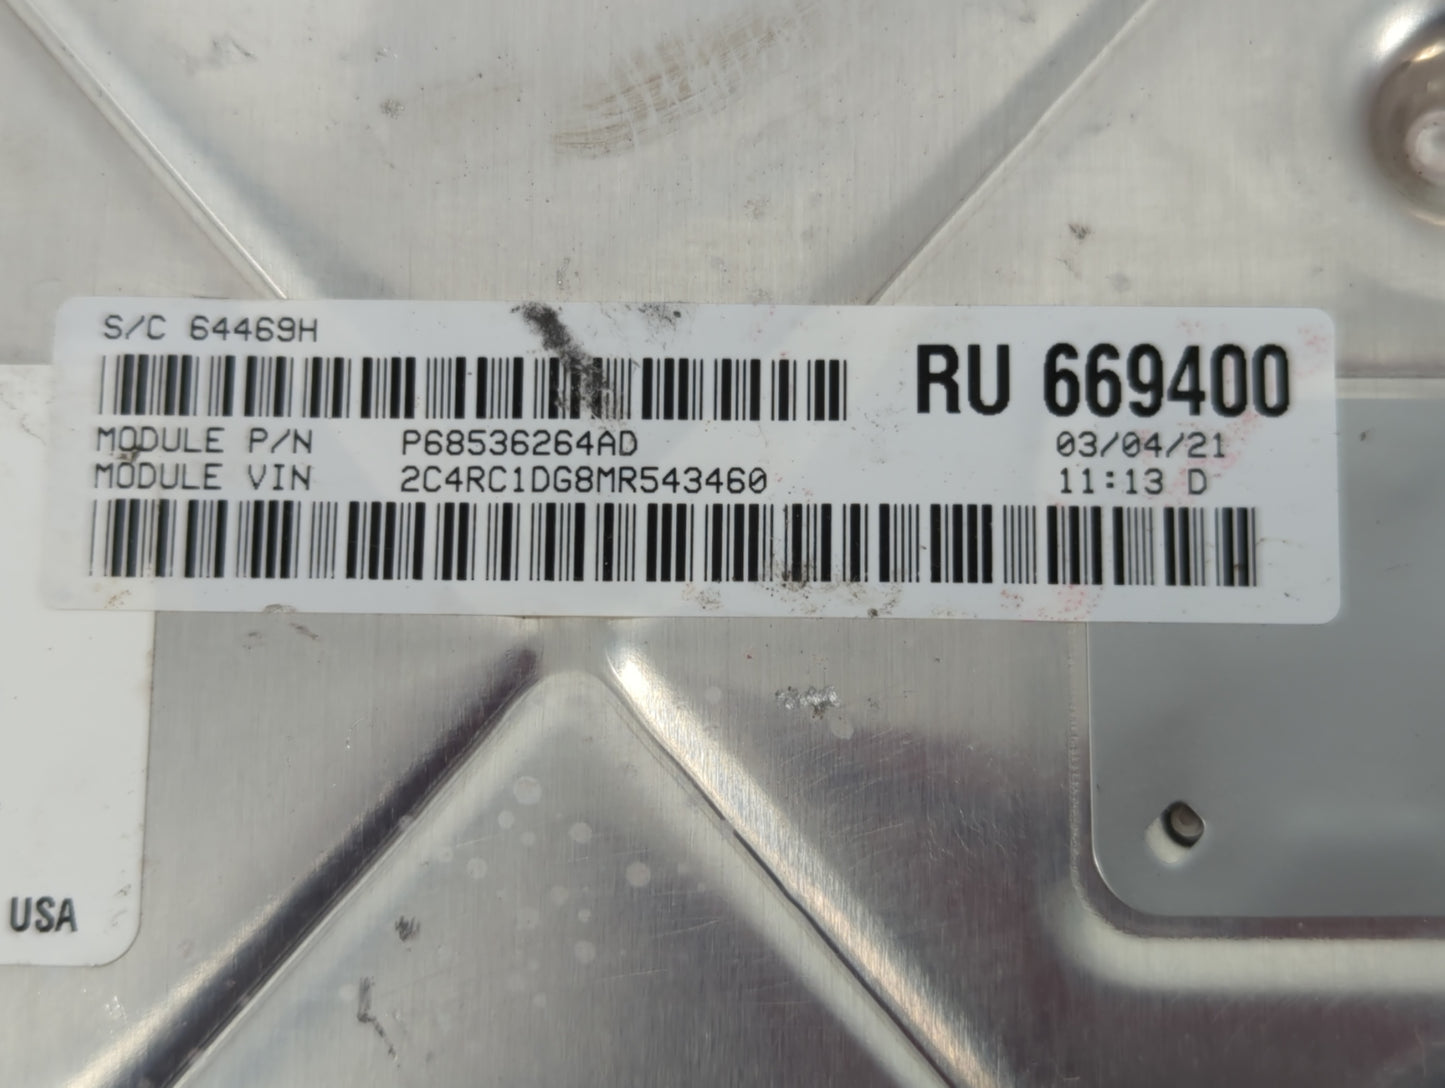 S/C 64469H
RU 669400
MODULE P/N P68536264AD 03/04/21
MODULE VIN 2C4RC1DG8MR543460 11:13 D
USA